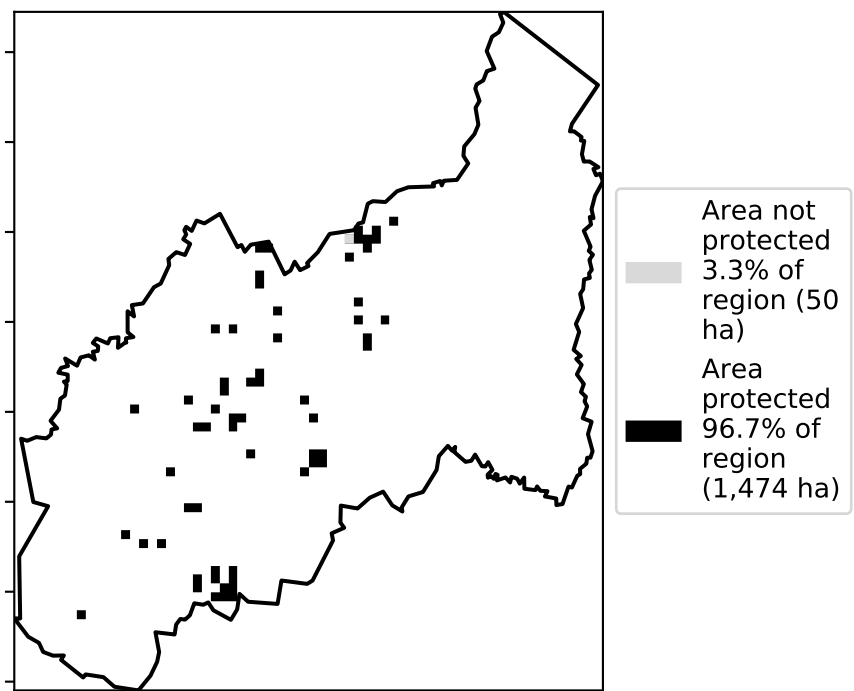 Area not
protected
3.3% of
region (50
ha)
Area
protected
96.7% of
region
(1,474 ha)